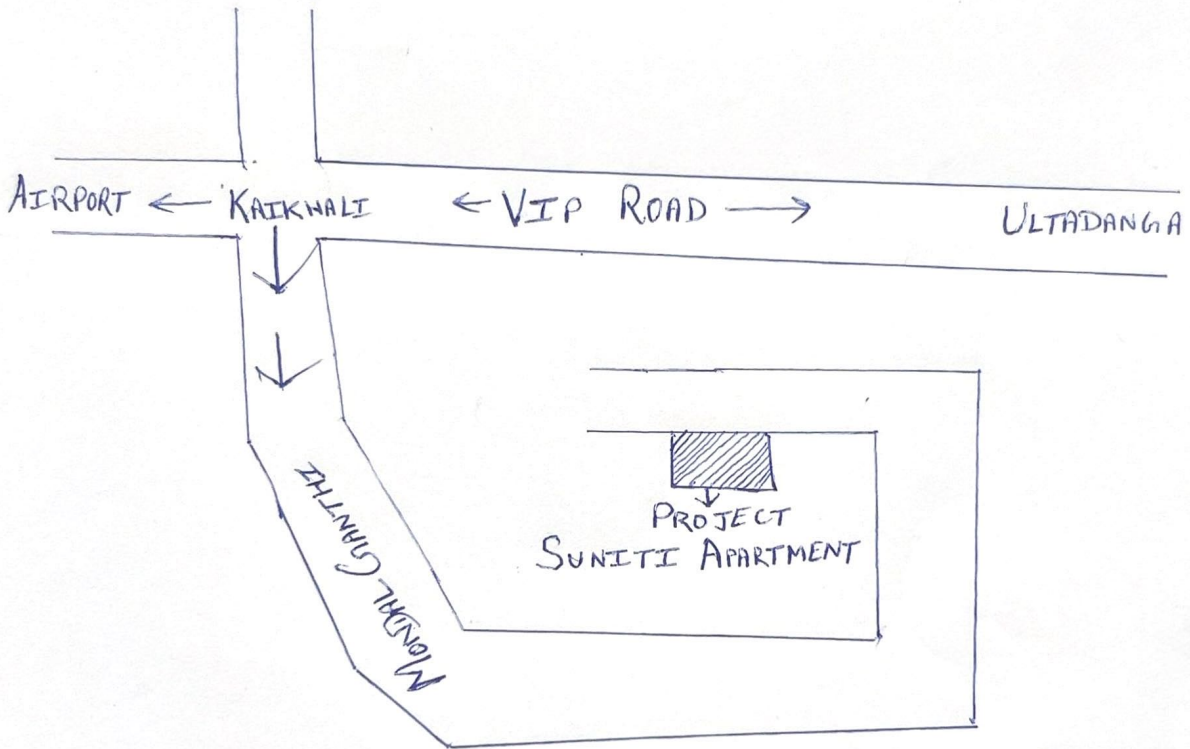 AIRPORT ← KAIKHALI ← VIP ROAD → ULTADANGA
MONDAL GANTHI
PROJECT
SUNITI APARTMENT